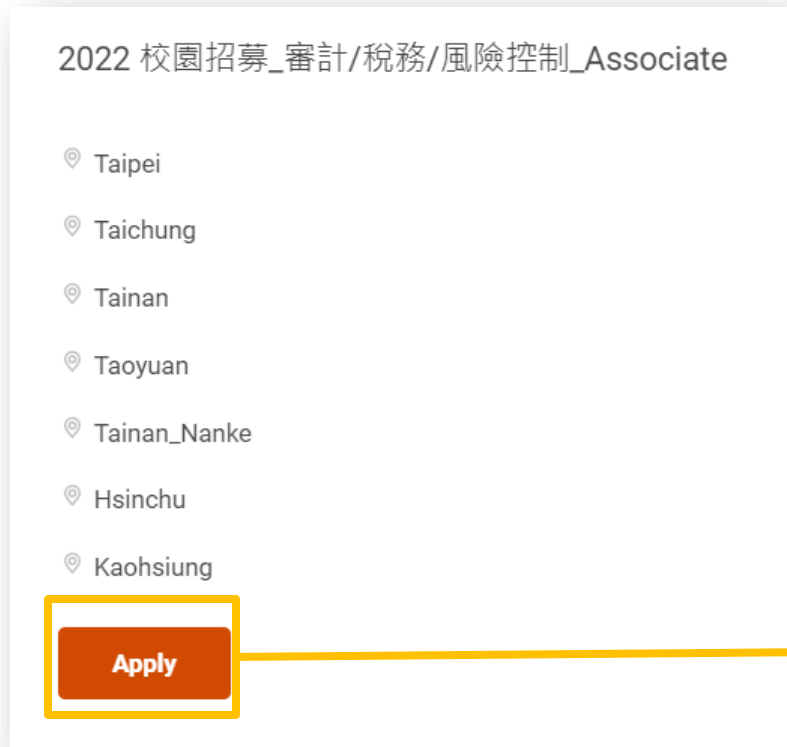 2022 校園招募_審計/稅務/風險控制_Associate
Taipei
Taichung
Tainan
Taoyuan
Tainan_Nanke
Hsinchu
Kaohsiung
Apply